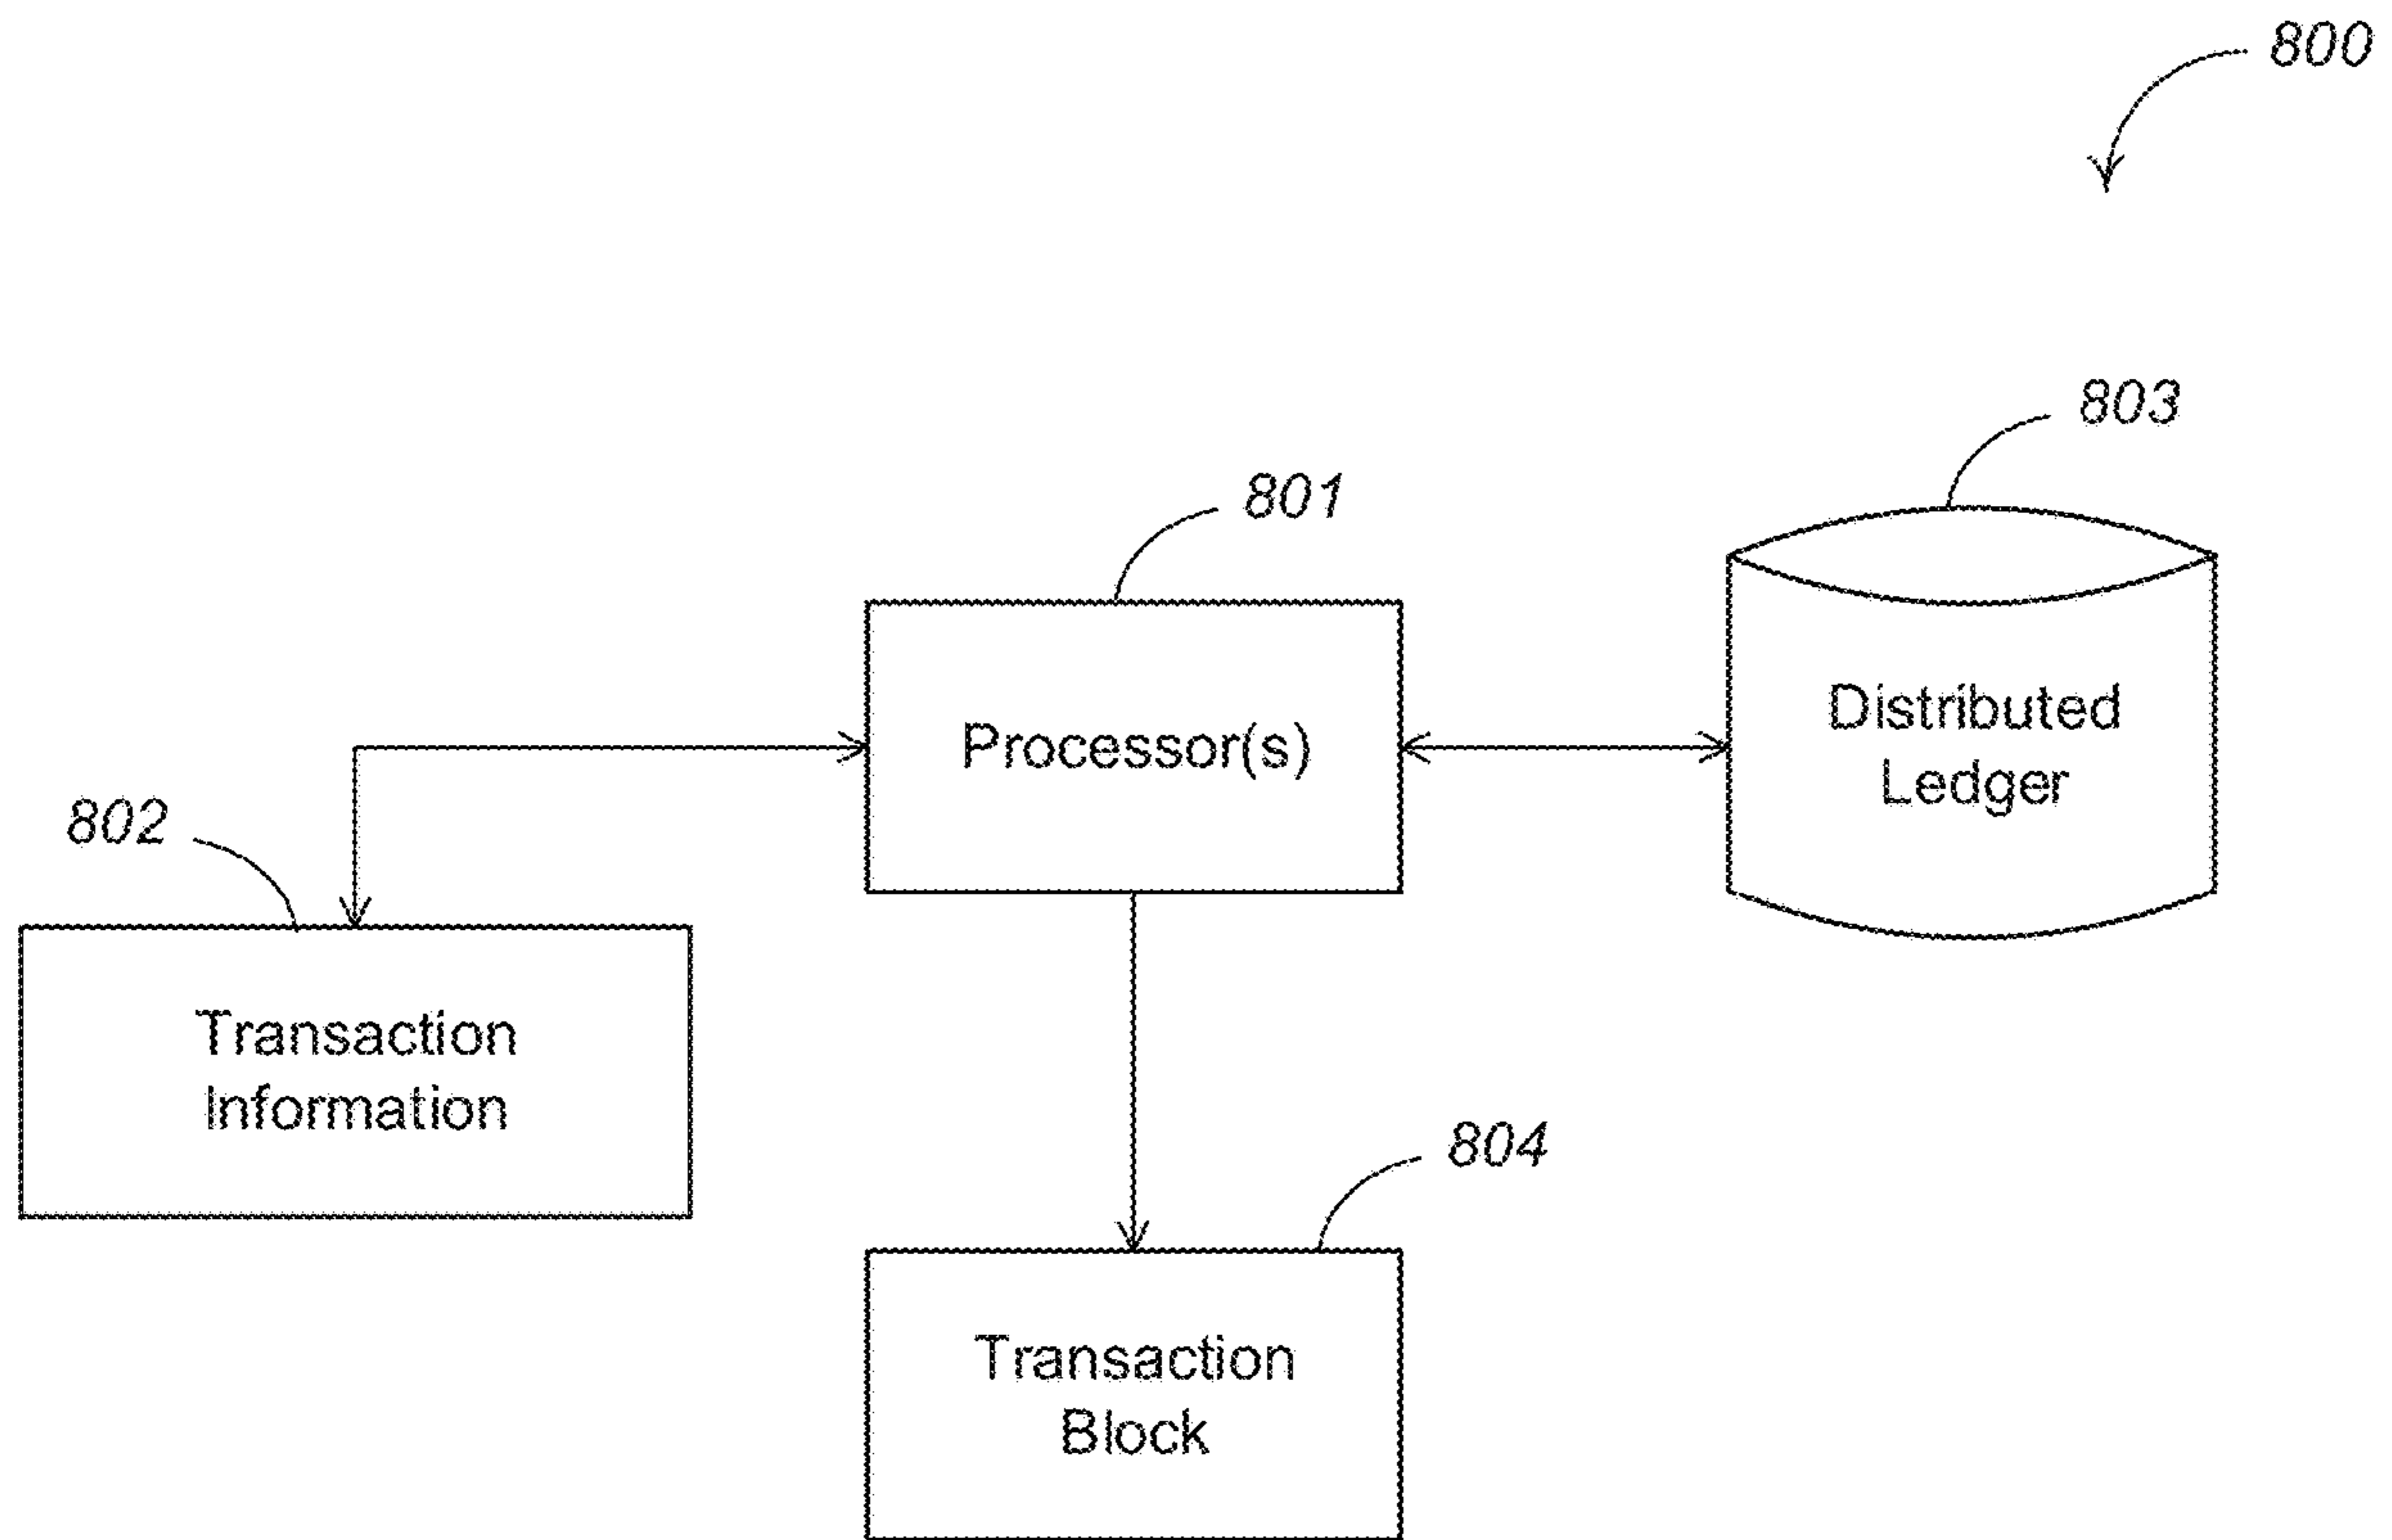 800
803
801
Processor(s)
Distributed
Ledger
802
Transaction
Information
804
Transaction
Block